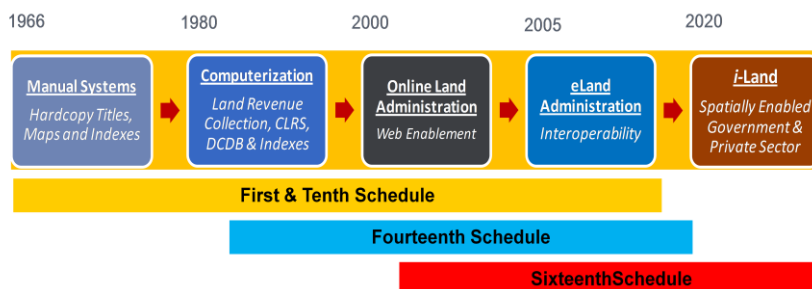 1966 1980 2000 2005 2020
Manual Systems
Hardcopy Titles,
Maps and Indexes
Computerization
Land Revenue
Collection, CLRS,
DCDB & Indexes
Online Land
Administration
Web Enablement
eLand
Administration
Interoperability
i-Land
Spatially Enabled
Government &
Private Sector
First & Tenth Schedule
Fourteenth Schedule
SixteenthSchedule